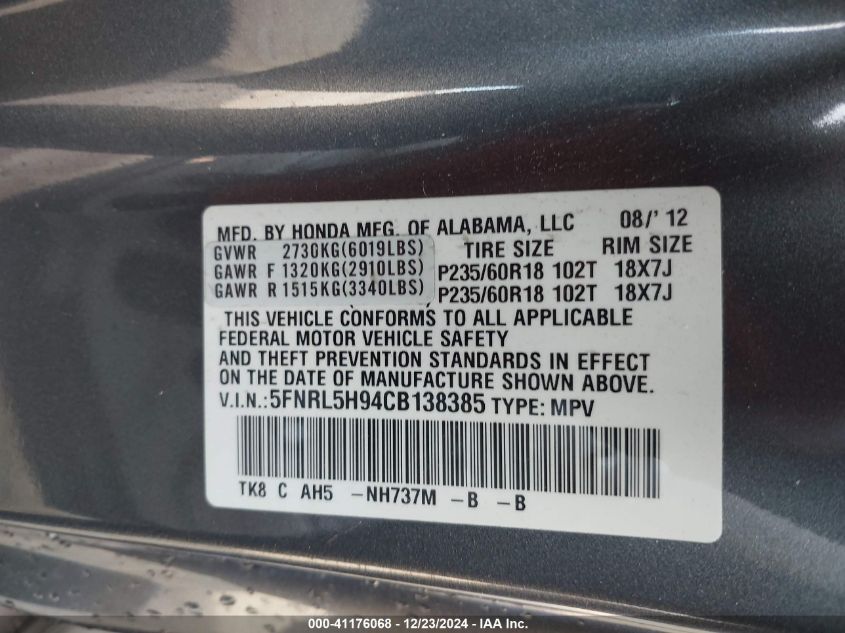 MFD. BY HONDA MFG. OF ALABAMA, LLC 08/'12
GVWR 2730KG(6019LBS) TIRE SIZE RIM SIZE
GAWR F 1320KG(2910LBS) P235/60R18 102T 18X7J
GAWR R 1515KG(3340LBS) P235/60R18 102T 18X7J
THIS VEHICLE CONFORMS TO ALL APPLICABLE
FEDERAL MOTOR VEHICLE SAFETY
AND THEFT PREVENTION STANDARDS IN EFFECT
ON THE DATE OF MANUFACTURE SHOWN ABOVE.
V.I.N.:5FNRL5H94CB138385 TYPE: MPV
TK8 C AH5 -NH737M -B -B
000-41176068 - 12/23/2024 - IAA Inc.